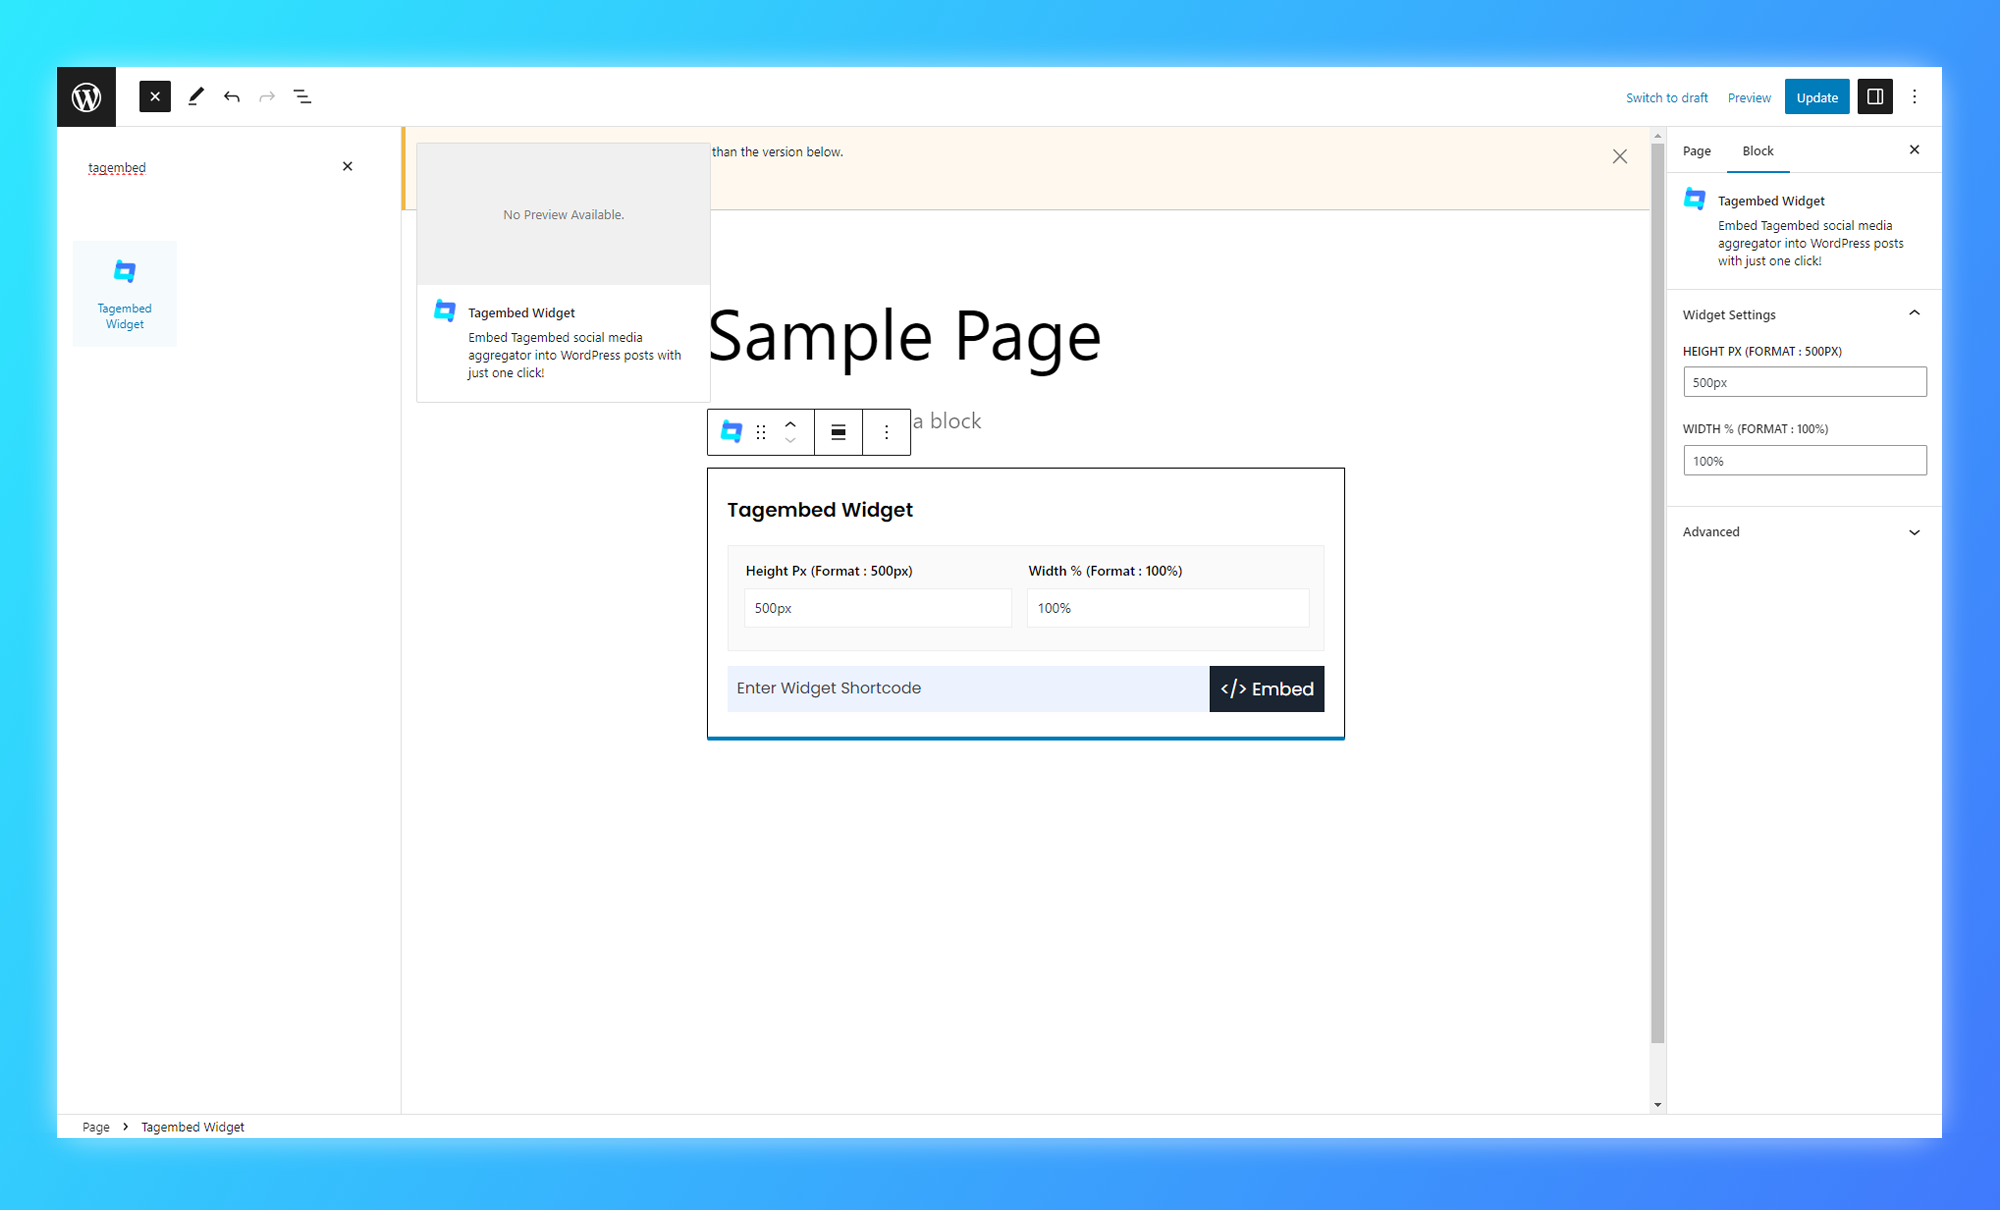 Switch to draft
Preview
Update
tagembed
Tagembed
Widget
No Preview Available.
Tagembed Widget
Embed Tagembed social media
aggregator into WordPress posts with
just one click!
than the version below.
Sample Page
a block
Tagembed Widget
Height Px (Format : 500px)
Width % (Format : 100%)
500px
100%
Enter Widget Shortcode
</> Embed
Page
Block
Tagembed Widget
Embed Tagembed social media
aggregator into WordPress posts
with just one click!
Widget Settings
HEIGHT PX (FORMAT : 500PX)
500px
WIDTH % (FORMAT : 100%)
100%
Advanced
Page
Tagembed Widget